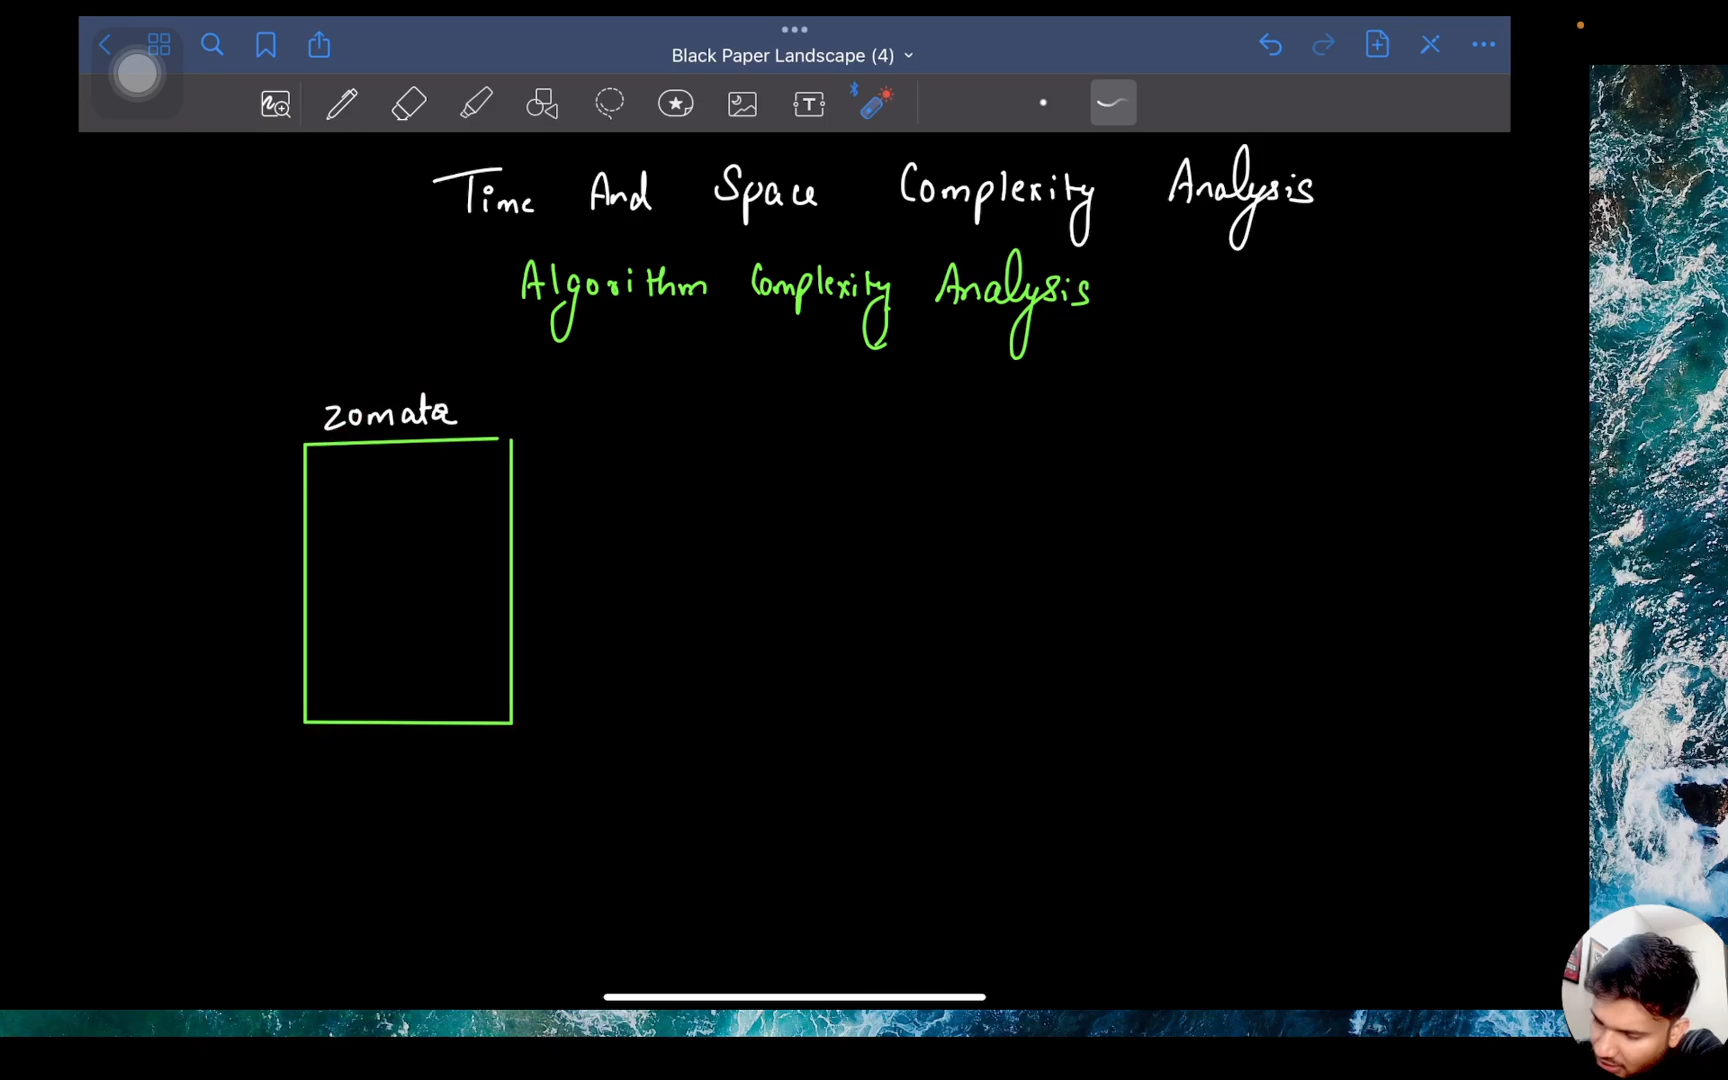 Black Paper Landscape (4)
T
Time And Space Complexity Analysis
Algorithm Complexity Analysis
zomato